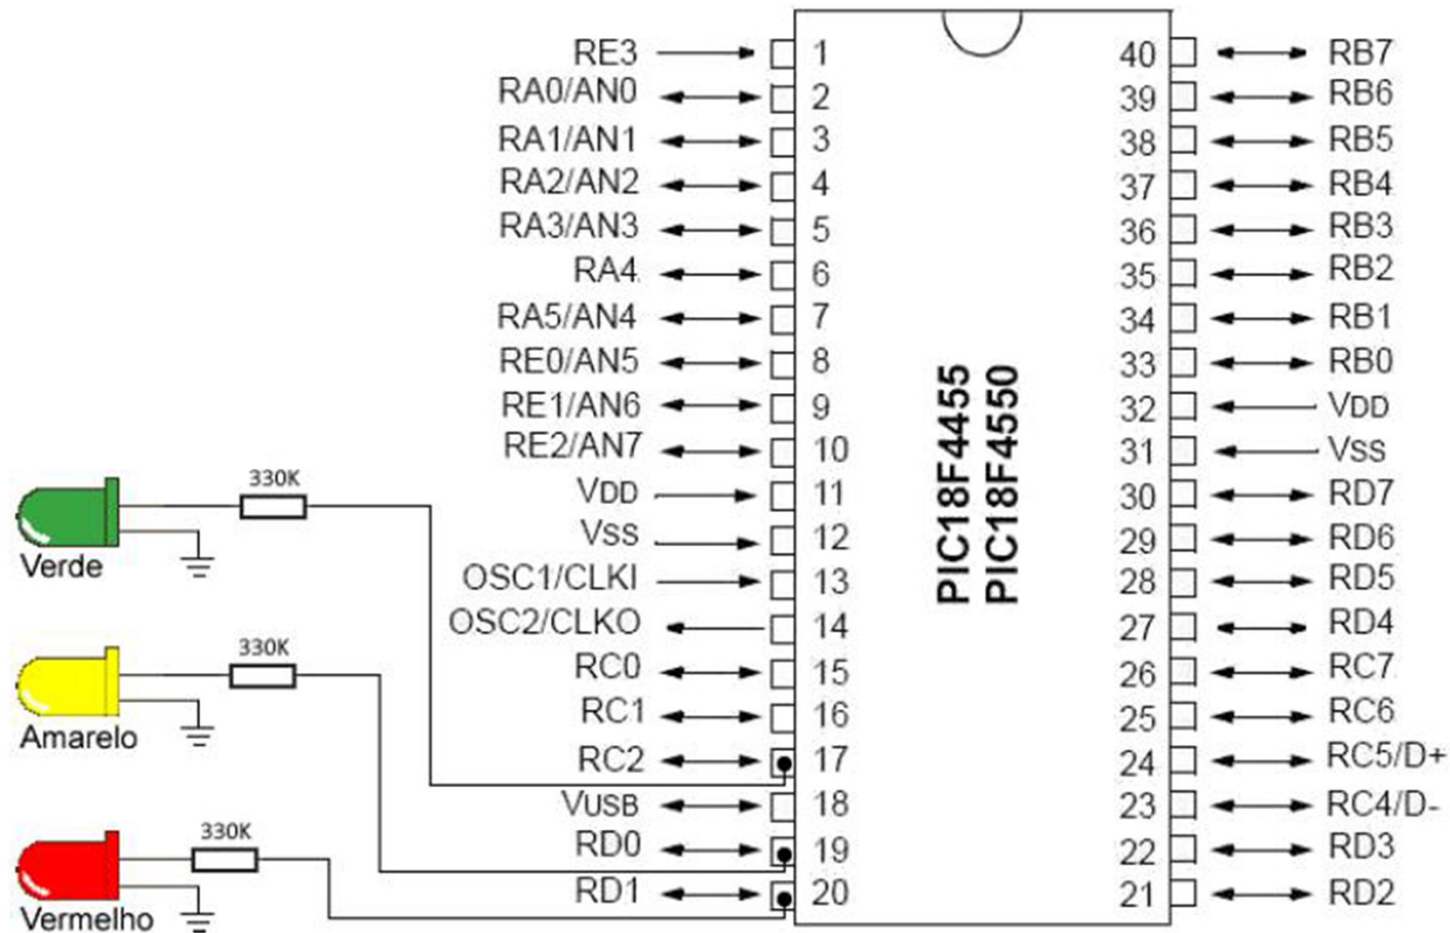 RE3 1 40 RB7
RA0/AN0 2 39 RB6
RA1/AN1 3 38 RB5
RA2/AN2 4 37 RB4
RA3/AN3 5 36 RB3
RA4 6 35 RB2
RA5/AN4 7 34 RB1
RE0/AN5 8 33 RB0
RE1/AN6 9 32 VDD
RE2/AN7 10 31 VSS
VDD 11 30 RD7
VSS 12 29 RD6
OSC1/CLKI 13 28 RD5
OSC2/CLKO 14 27 RD4
RC0 15 26 RC7
RC1 16 25 RC6
RC2 17 24 RC5/D+
VUSB 18 23 RC4/D-
RD0 19 22 RD3
RD1 20 21 RD2
PIC18F4455
PIC18F4550
330K
Verde
330K
Amarelo
330K
Vermelho